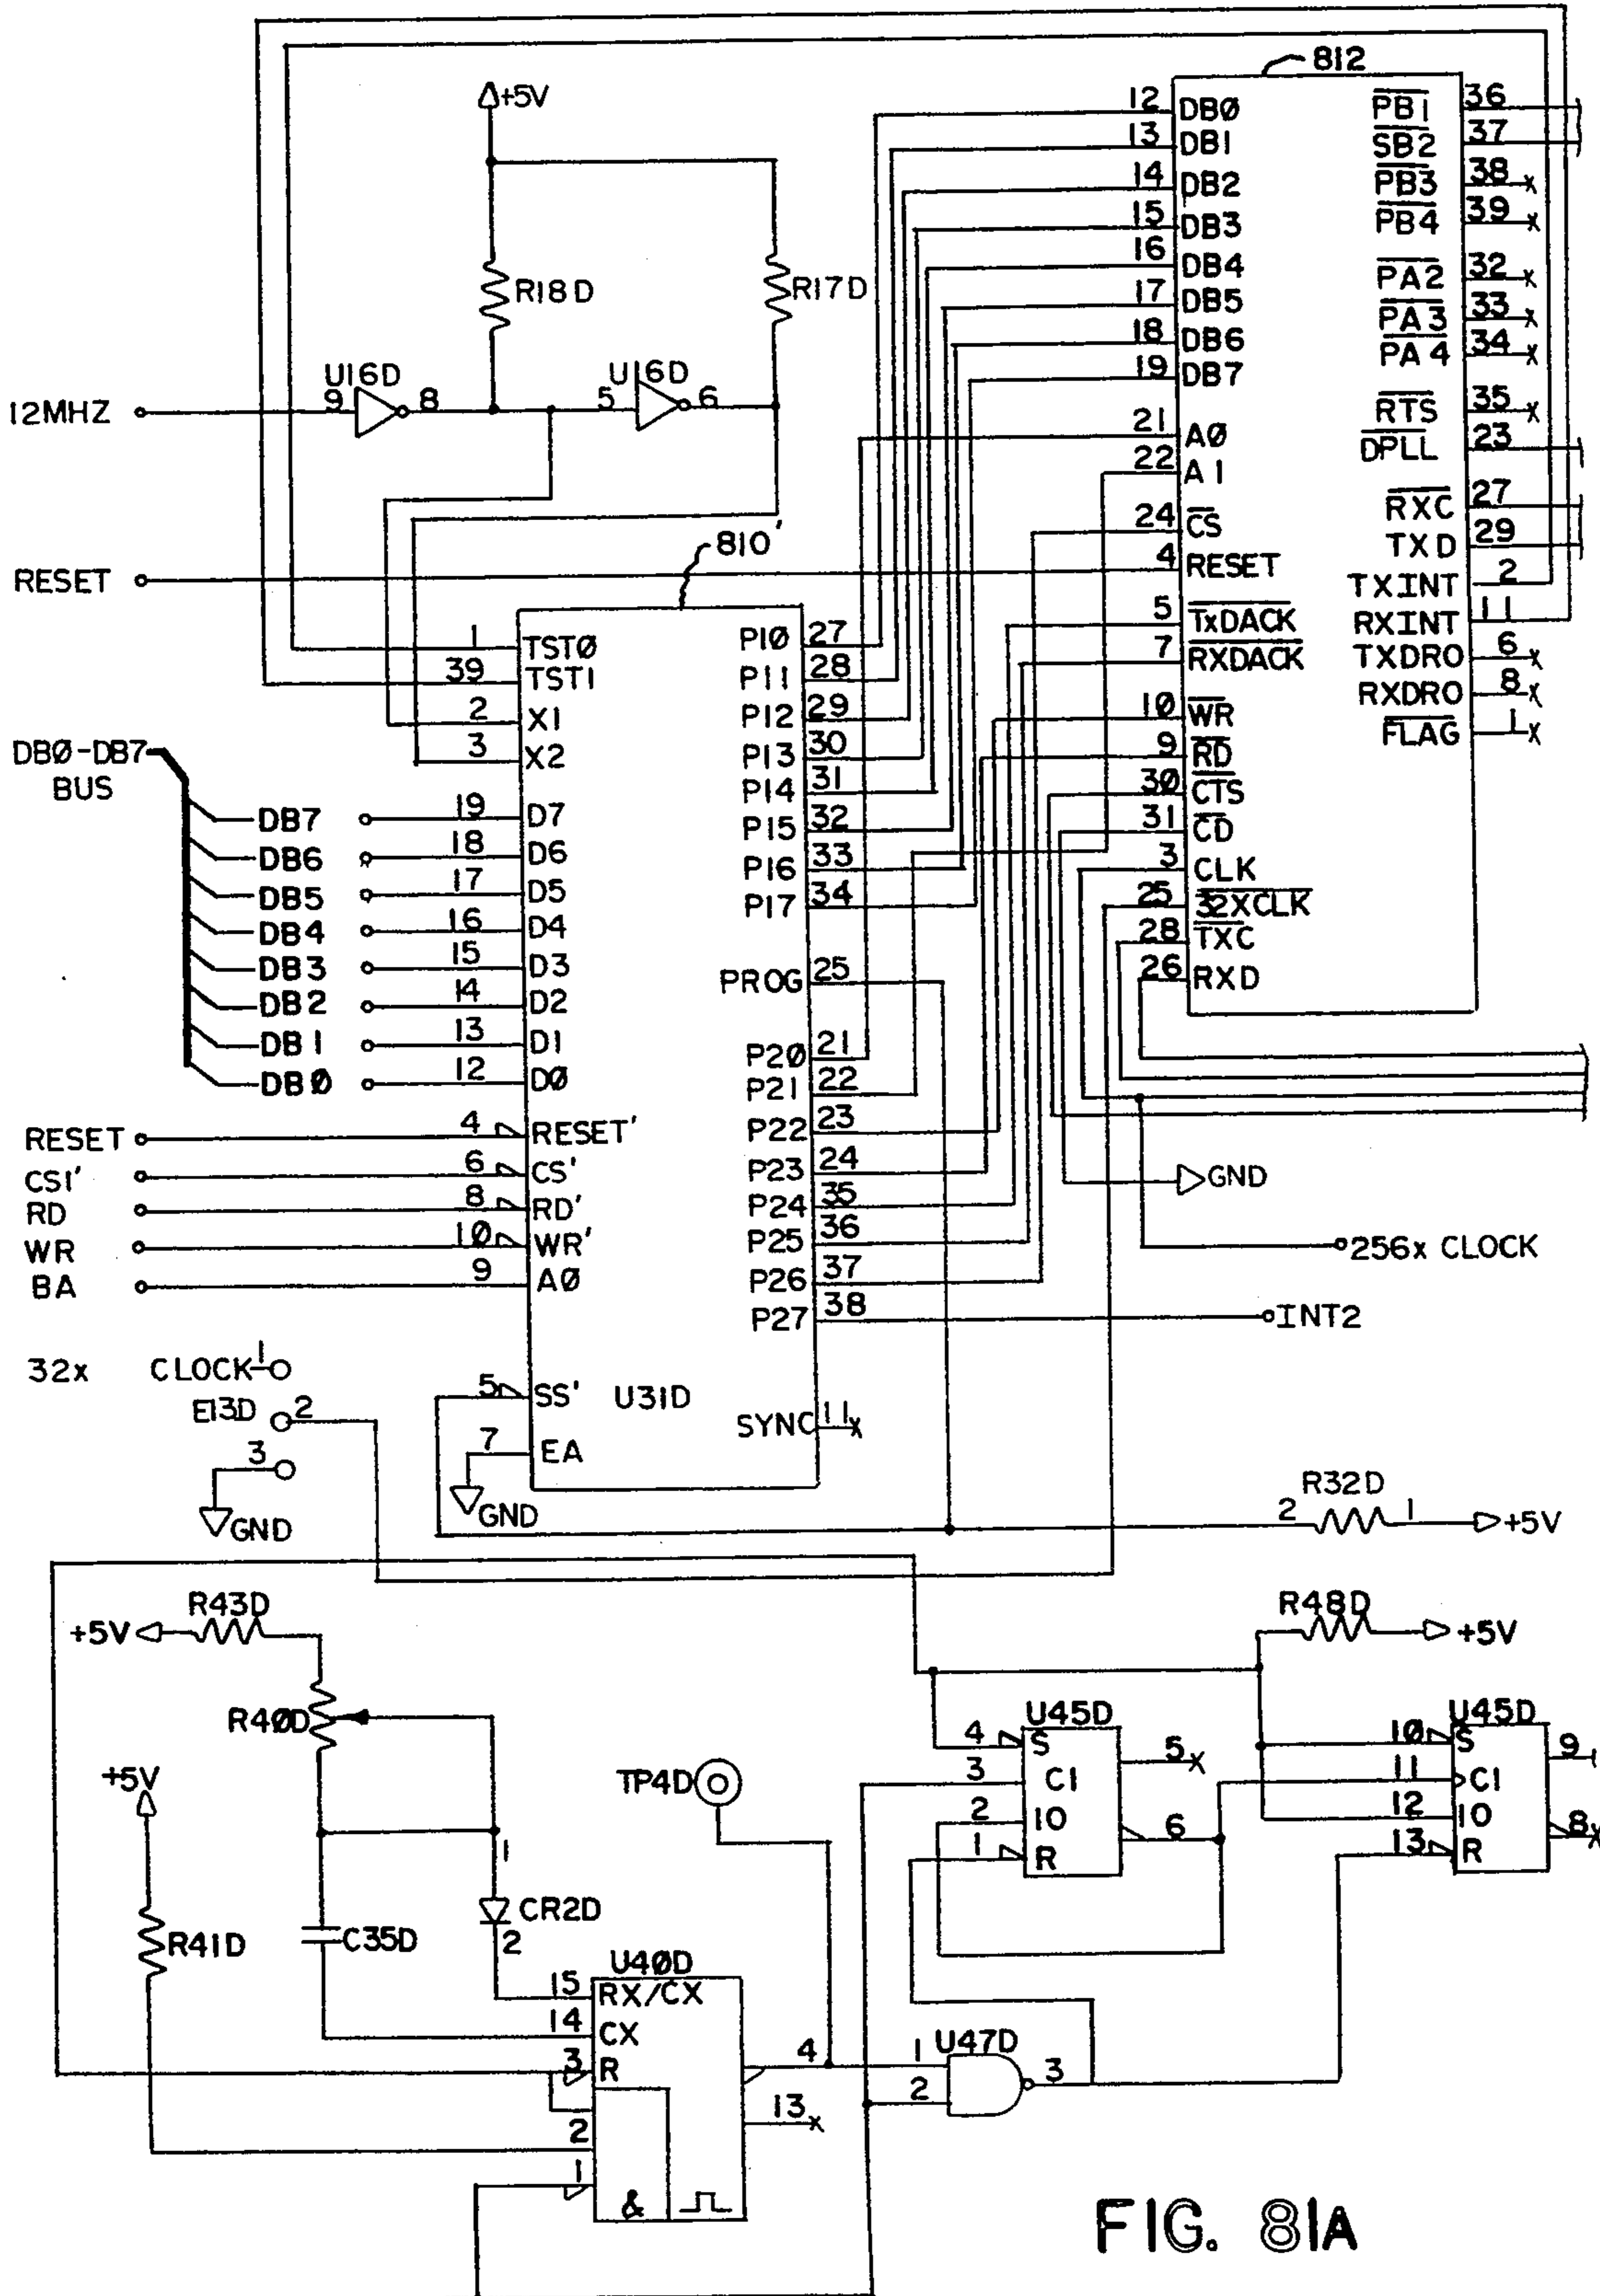 812
+5V
R18D
R17D
U16D
9
8
U16D
5
6
12MHZ
RESET
810'
12 DB0
13 DB1
14 DB2
15 DB3
16 DB4
17 DB5
18 DB6
19 DB7
21 A0
22 A1
24 CS
4 RESET
5 TxDACK
7 RXDACK
10 WR
9 RD
30 CTS
31 CD
3 CLK
25 32XCLK
28 TXC
26 RXD
PB1 36
SB2 37
PB3 38 x
PB4 39 x
PA2 32 x
PA3 33 x
PA4 34 x
RTS 35 x
DPLL 23
RXC 27
TXD 29
TXINT 2
RXINT 11
TXDRO 6 x
RXDRO 8 x
FLAG 1 x
1 TST0
39 TST1
2 X1
3 X2
DB0-DB7
BUS
DB7 19 D7
DB6 18 D6
DB5 17 D5
DB4 16 D4
DB3 15 D3
DB2 14 D2
DB1 13 D1
DB0 12 D0
RESET 4 RESET'
CS1' 6 CS'
RD 8 RD'
WR 10 WR'
BA 9 A0
5 SS'
7 EA
GND
U31D
P10 27
P11 28
P12 29
P13 30
P14 31
P15 32
P16 33
P17 34
PROG 25
P20 21
P21 22
P22 23
P23 24
P24 35
P25 36
P26 37
P27 38
SYNC 11 x
GND
256x CLOCK
INT2
32x CLOCK 1
E13D 2
3
GND
R32D
2 1 +5V
R43D
+5V
R40D
+5V
R41D
C35D
1
CR2D
2
U40D
15 RX/CX
14 CX
3 R
2
1
&
4
13 x
TP4D
U47D
1
2
3
R48D
+5V
U45D
4 S
3 C1
2 10
1 R
5 x
6
U45D
10 S
11 C1
12 10
13 R
9
8 x
FIG. 81A